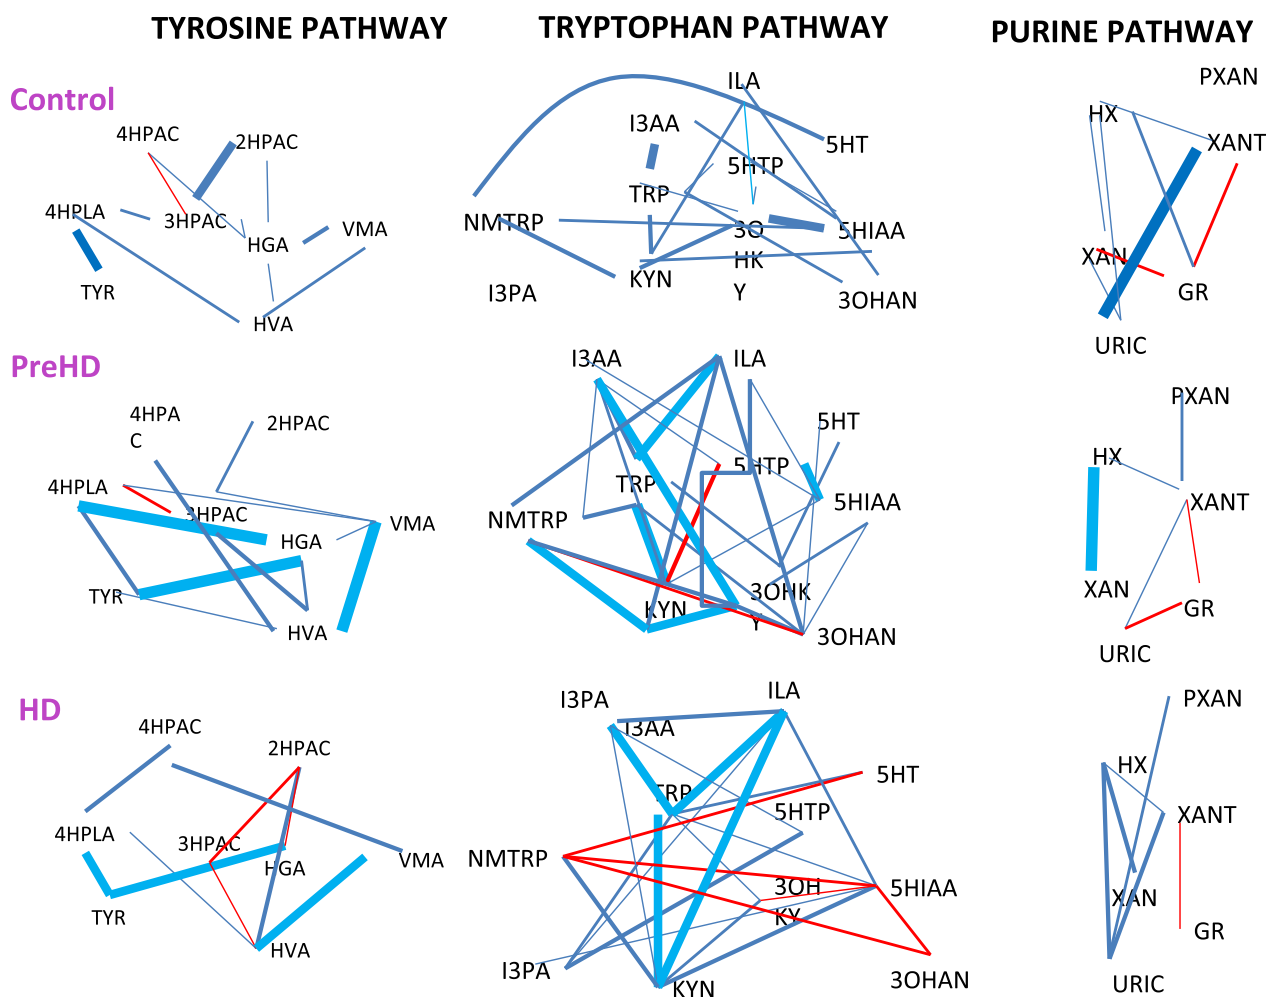 TYROSINE PATHWAY
TRYPTOPHAN PATHWAY
PURINE PATHWAY
Control
4HPAC
2HPAC
4HPLA
3HPAC
HGA
VMA
TYR
HVA
ILA
I3AA
5HT
5HTP
TRP
NMTRP
3O
HK
Y
5HIAA
KYN
I3PA
3OHAN
PXAN
HX
XANT
XAN
GR
URIC
PreHD
4HPA
C
2HPAC
4HPLA
3HPAC
VMA
HGA
TYR
HVA
I3AA
ILA
5HT
5HTP
TRP
5HIAA
NMTRP
3OHK
Y
KYN
3OHAN
PXAN
HX
XANT
XAN
GR
URIC
HD
4HPAC
2HPAC
4HPLA
3HPAC
HGA
VMA
TYR
HVA
I3PA
ILA
I3AA
5HT
TRP
5HTP
NMTRP
3OH
KY
5HIAA
I3PA
KYN
3OHAN
PXAN
HX
XANT
XAN
GR
URIC